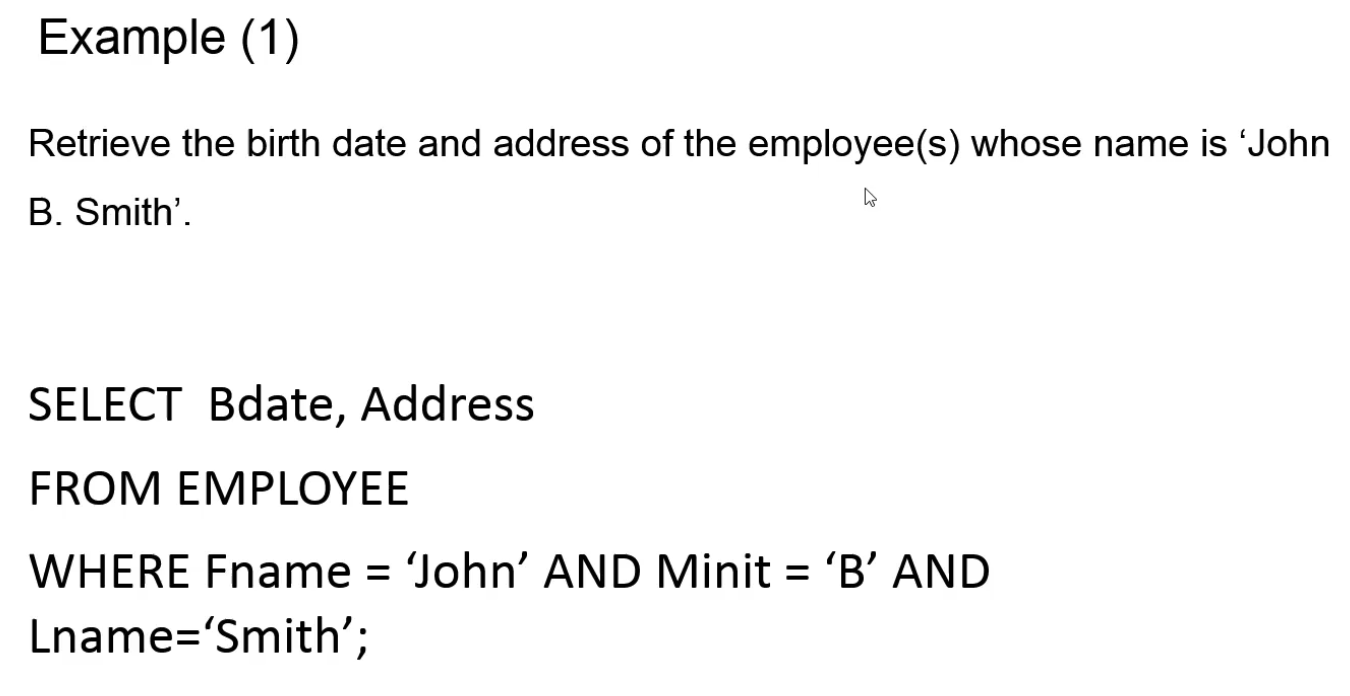 Example (1)
Retrieve the birth date and address of the employee(s) whose name is ‘John
B. Smith’.
SELECT  Bdate, Address
FROM EMPLOYEE
WHERE Fname = ‘John’ AND Minit = ‘B’ AND
Lname=‘Smith’;